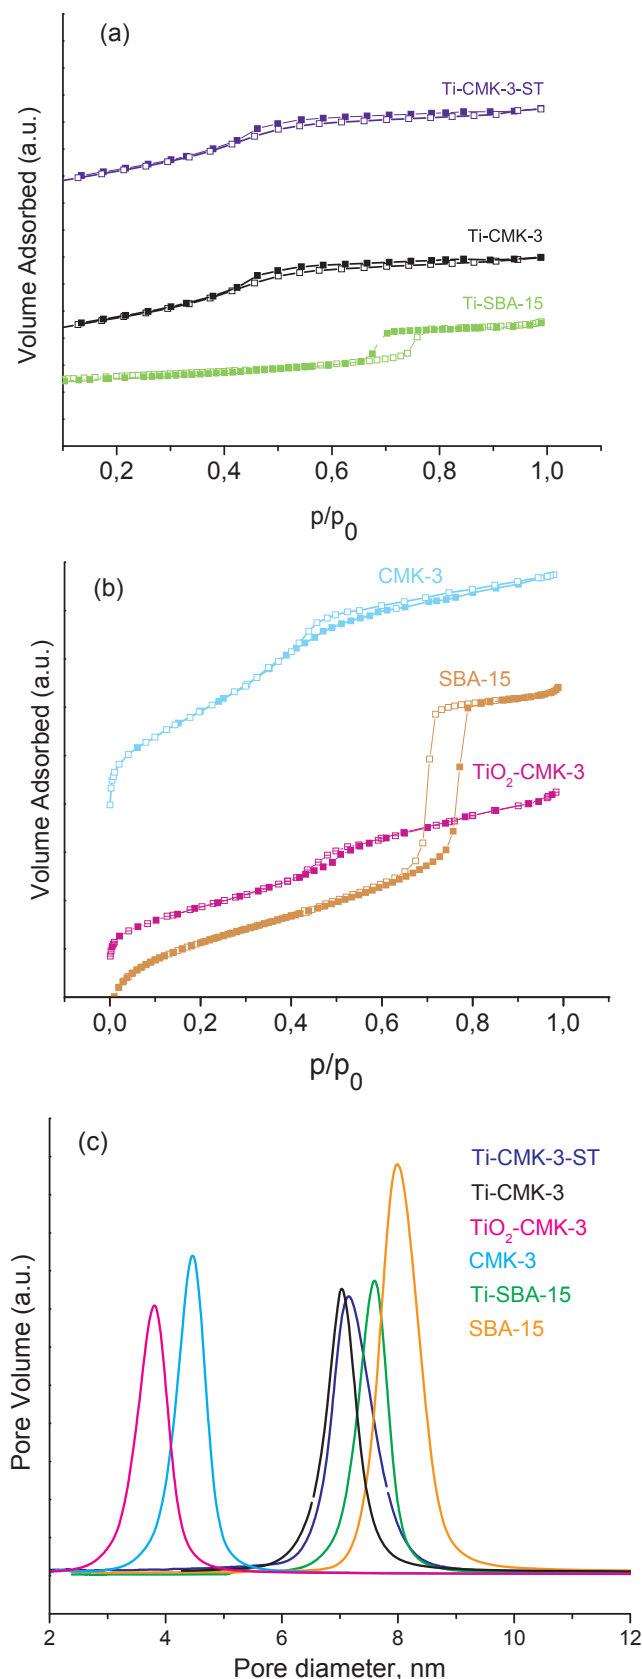 (a)
Ti-CMK-3-ST
Ti-CMK-3
Ti-SBA-15
Volume Adsorbed (a.u.)
0,2 0,4 0,6 0,8 1,0
p/p₀
(b)
CMK-3
SBA-15
TiO₂-CMK-3
Volume Adsorbed (a.u.)
0,0 0,2 0,4 0,6 0,8 1,0
p/p₀
(c)
Ti-CMK-3-ST
Ti-CMK-3
TiO₂-CMK-3
CMK-3
Ti-SBA-15
SBA-15
Pore Volume (a.u.)
2 4 6 8 10 12
Pore diameter, nm